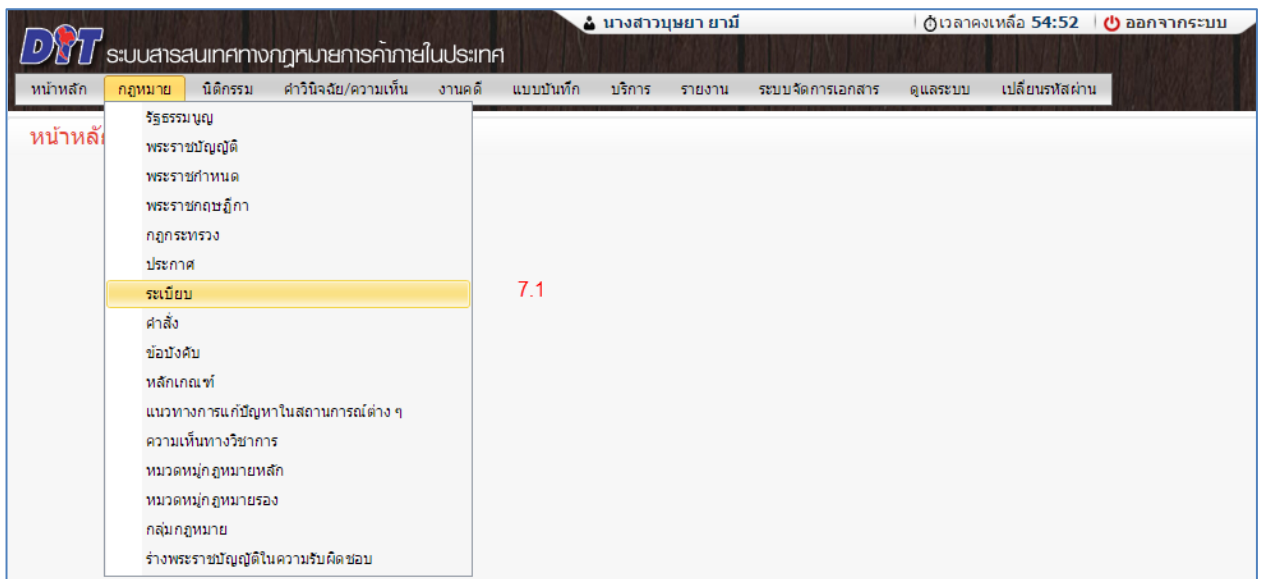 นางสาวบุษยา ยามี เวลาคงเหลือ 54:52 ออกจากระบบ
DIT ระบบสารสนเทศทางกฎหมายการค้าภายในประเทศ
หน้าหลัก กฎหมาย นิติกรรม คำวินิจฉัย/ความเห็น งานคดี แบบบันทึก บริการ รายงาน ระบบจัดการเอกสาร ดูแลระบบ เปลี่ยนรหัสผ่าน
หน้าหลัก
รัฐธรรมนูญ
พระราชบัญญัติ
พระราชกำหนด
พระราชกฤษฎีกา
กฎกระทรวง
ประกาศ
ระเบียบ 7.1
คำสั่ง
ข้อบังคับ
หลักเกณฑ์
แนวทางการแก้ปัญหาในสถานการณ์ต่าง ๆ
ความเห็นทางวิชาการ
หมวดหมู่กฎหมายหลัก
หมวดหมู่กฎหมายรอง
กลุ่มกฎหมาย
ร่างพระราชบัญญัติในความรับผิดชอบ